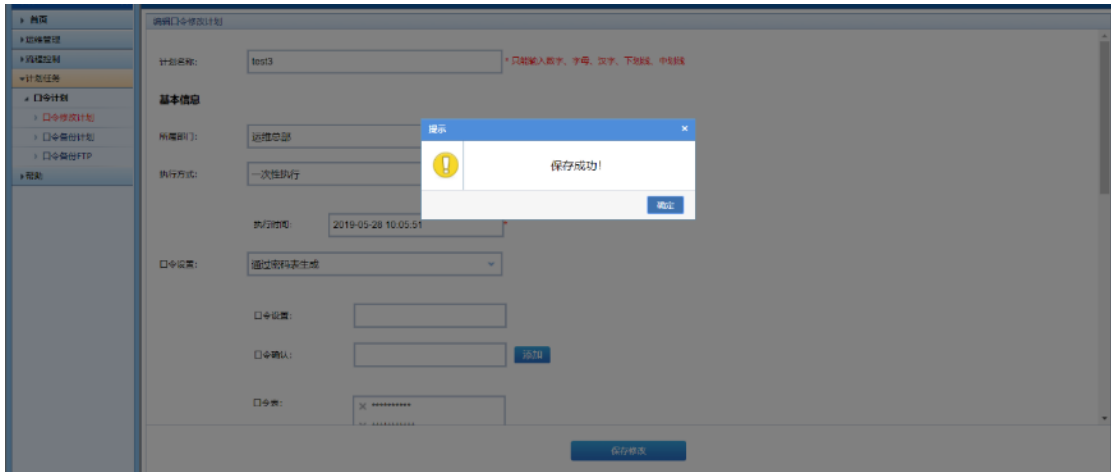 首页
编辑口令修改计划
运维管理
流程控制
计划名称:
test3
* 只能输入数字、字母、汉字、下划线、中划线
计划任务
口令计划
基本信息
口令修改计划
提示
×
口令备份计划
所属部门:
运维总部
保存成功!
口令备份FTP
帮助
执行方式:
一次性执行
确定
执行时间:
2019-05-28 10:05:51
*
口令设置:
通过密码表生成
口令设置:
口令确认:
添加
口令表:
× **********
× **********
保存修改